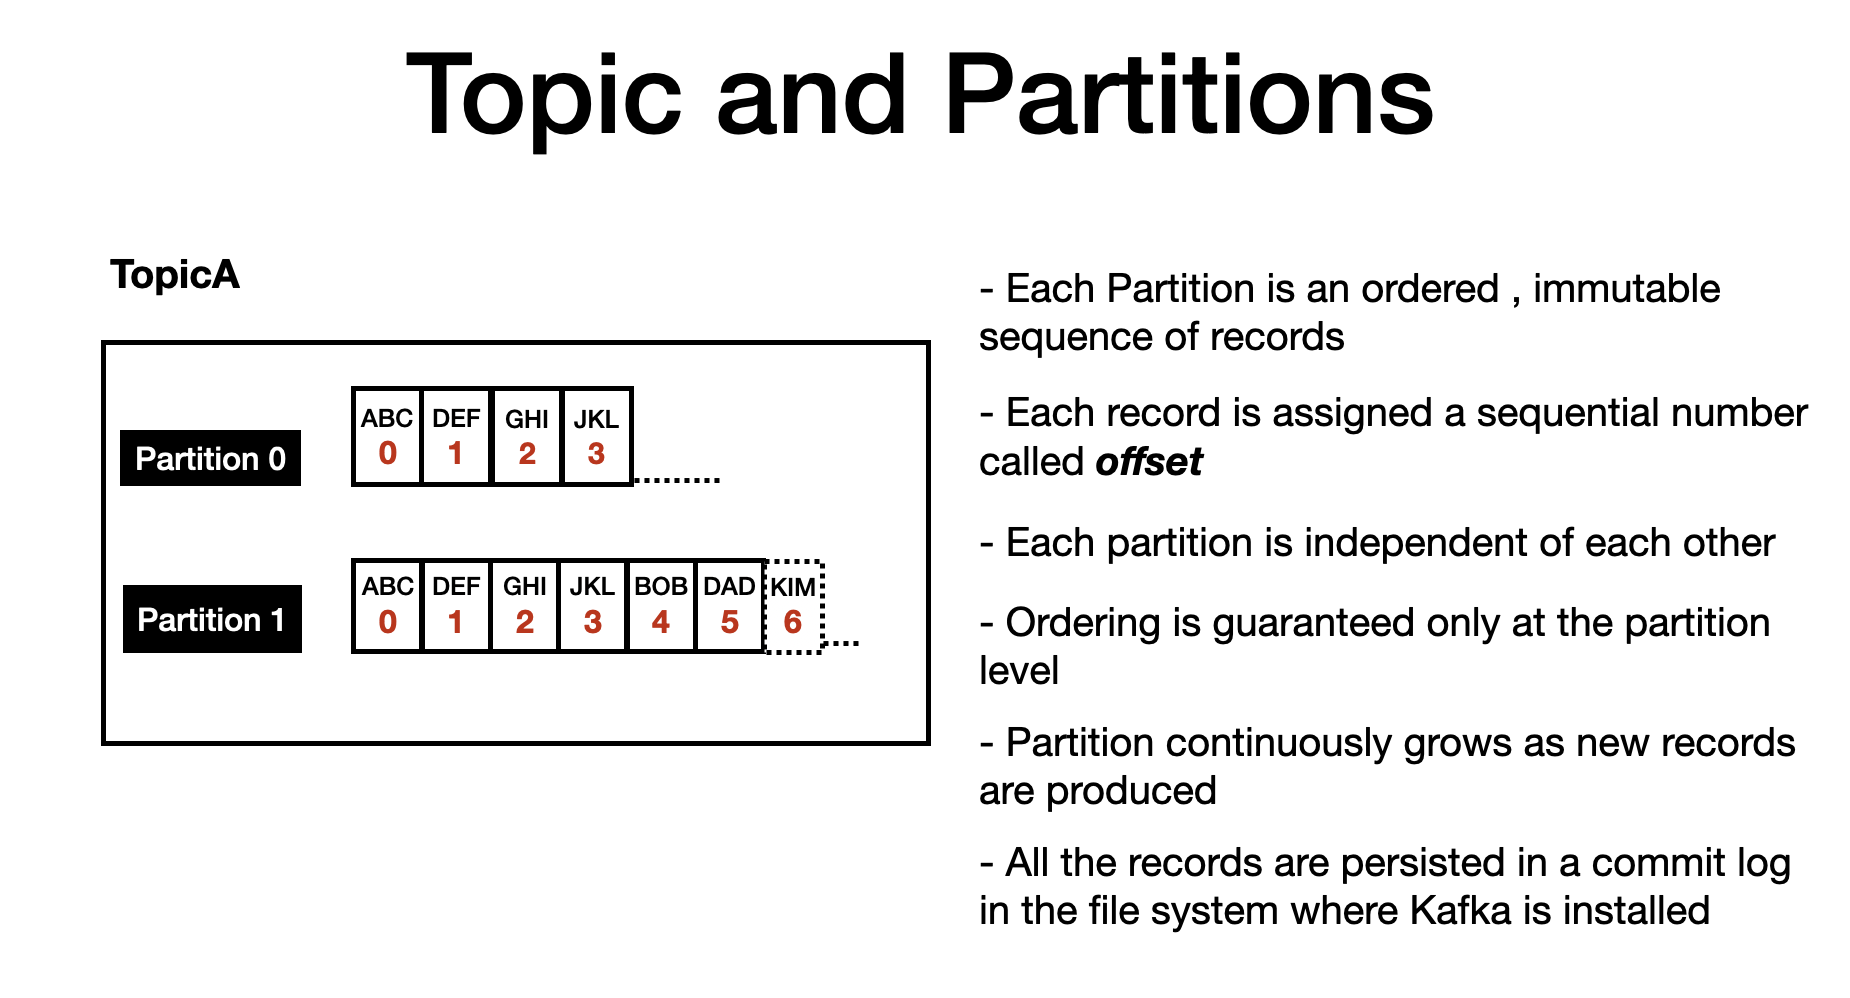 Topic and Partitions
TopicA
Partition 0
ABC DEF GHI JKL
0 1 2 3
Partition 1
ABC DEF GHI JKL BOB DAD KIM
0 1 2 3 4 5 6
- Each Partition is an ordered , immutable
sequence of records
- Each record is assigned a sequential number
called offset
- Each partition is independent of each other
- Ordering is guaranteed only at the partition
level
- Partition continuously grows as new records
are produced
- All the records are persisted in a commit log
in the file system where Kafka is installed